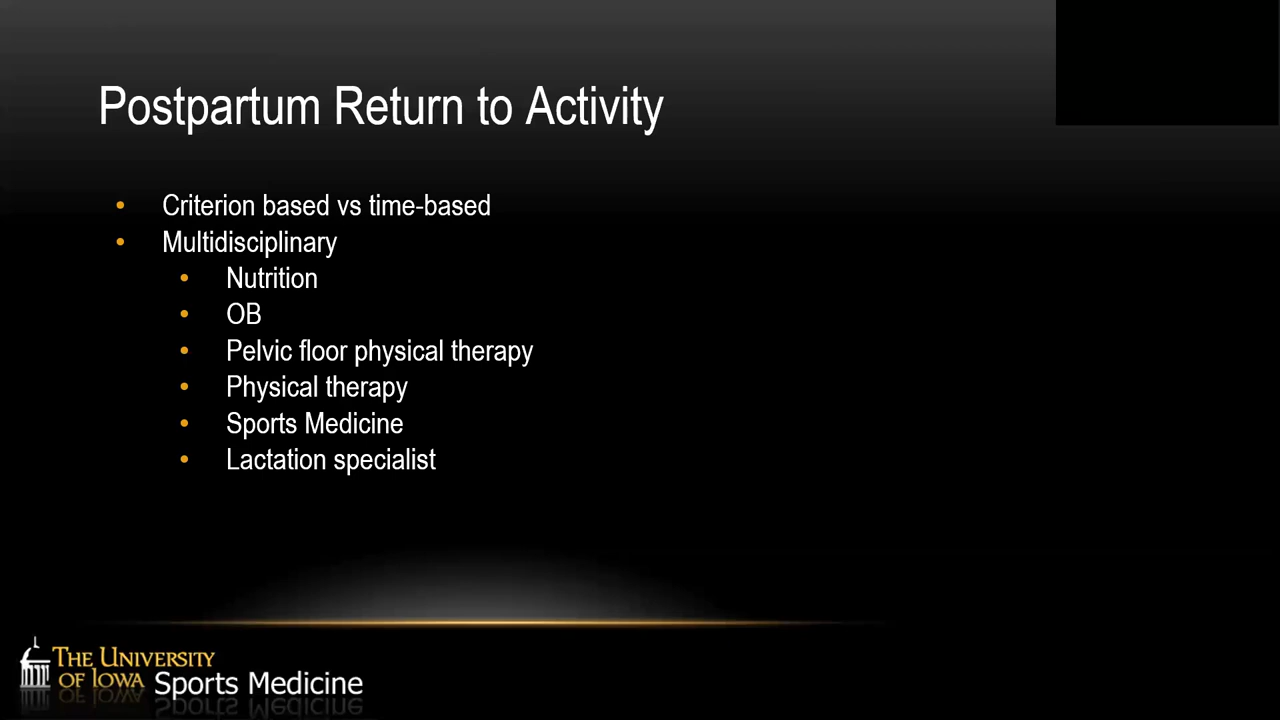 Postpartum Return to Activity
• Criterion based vs time-based
• Multidisciplinary
• Nutrition
• OB
• Pelvic floor physical therapy
• Physical therapy
• Sports Medicine
• Lactation specialist
THE UNIVERSITY
OF IOWA Sports Medicine